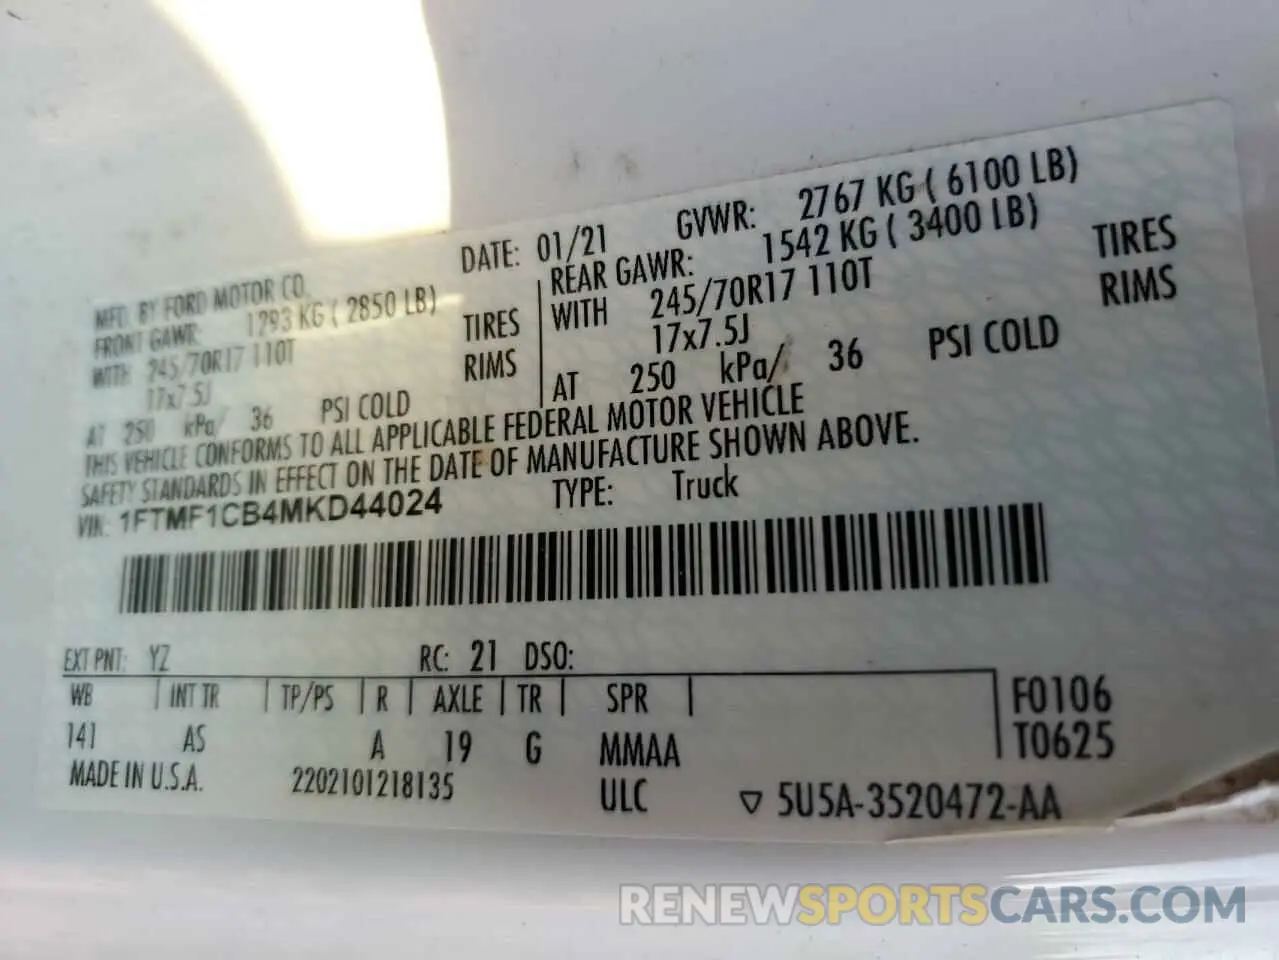 MFD. BY FORD MOTOR CO.
DATE: 01/21 GVWR: 2767 KG ( 6100 LB)
FRONT GAWR: 1293 KG ( 2850 LB)
WITH 245/70R17 110T TIRES
17x7.5J RIMS
AT 250 kPa/ 36 PSI COLD
REAR GAWR: 1542 KG ( 3400 LB)
WITH 245/70R17 110T TIRES
17x7.5J RIMS
AT 250 kPa/ 36 PSI COLD
THIS VEHICLE CONFORMS TO ALL APPLICABLE FEDERAL MOTOR VEHICLE
SAFETY STANDARDS IN EFFECT ON THE DATE OF MANUFACTURE SHOWN ABOVE.
VIN: 1FTMF1CB4MKD44024 TYPE: Truck
EXT PNT: YZ RC: 21 DSO:
WB | INT TR | TP/PS | R | AXLE | TR | SPR | F0106
141 AS A 19 G MMAA T0625
MADE IN U.S.A. 2202101218135 ULC ▽ 5U5A-3520472-AA
RENEWSPORTSCARS.COM